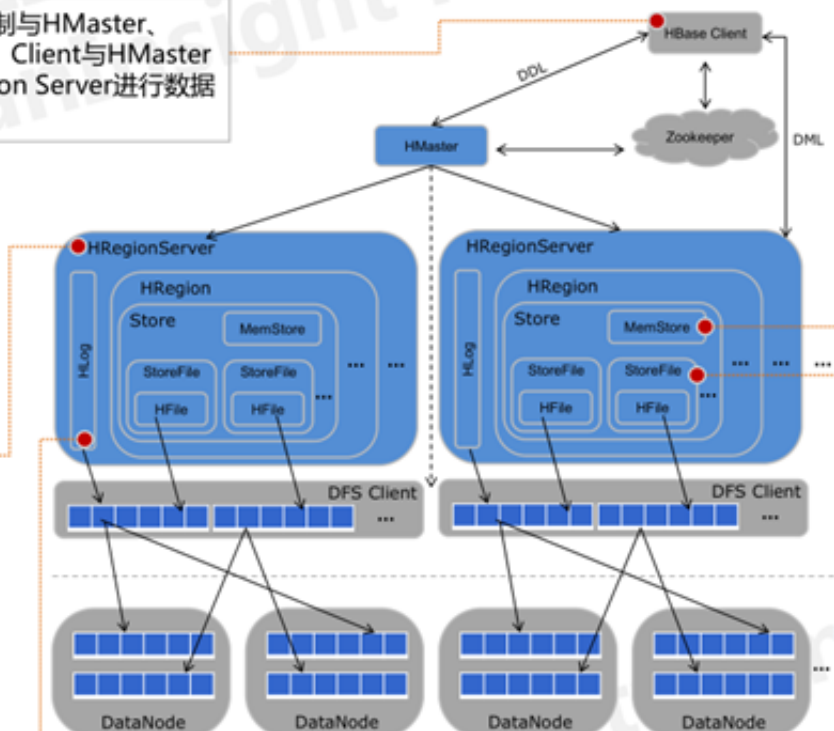 制与HMaster、
Client与HMaster
on Server进行数据
HBase Client
DDL
HMaster
Zookeeper
DML
HRegionServer
HRegionServer
HRegion
HRegion
Store
MemStore
Store
MemStore
HLog
StoreFile
StoreFile
HLog
StoreFile
StoreFile
...
...
...
...
...
HFile
HFile
...
HFile
HFile
...
DFS Client
DFS Client
...
...
...
DataNode
DataNode
DataNode
DataNode